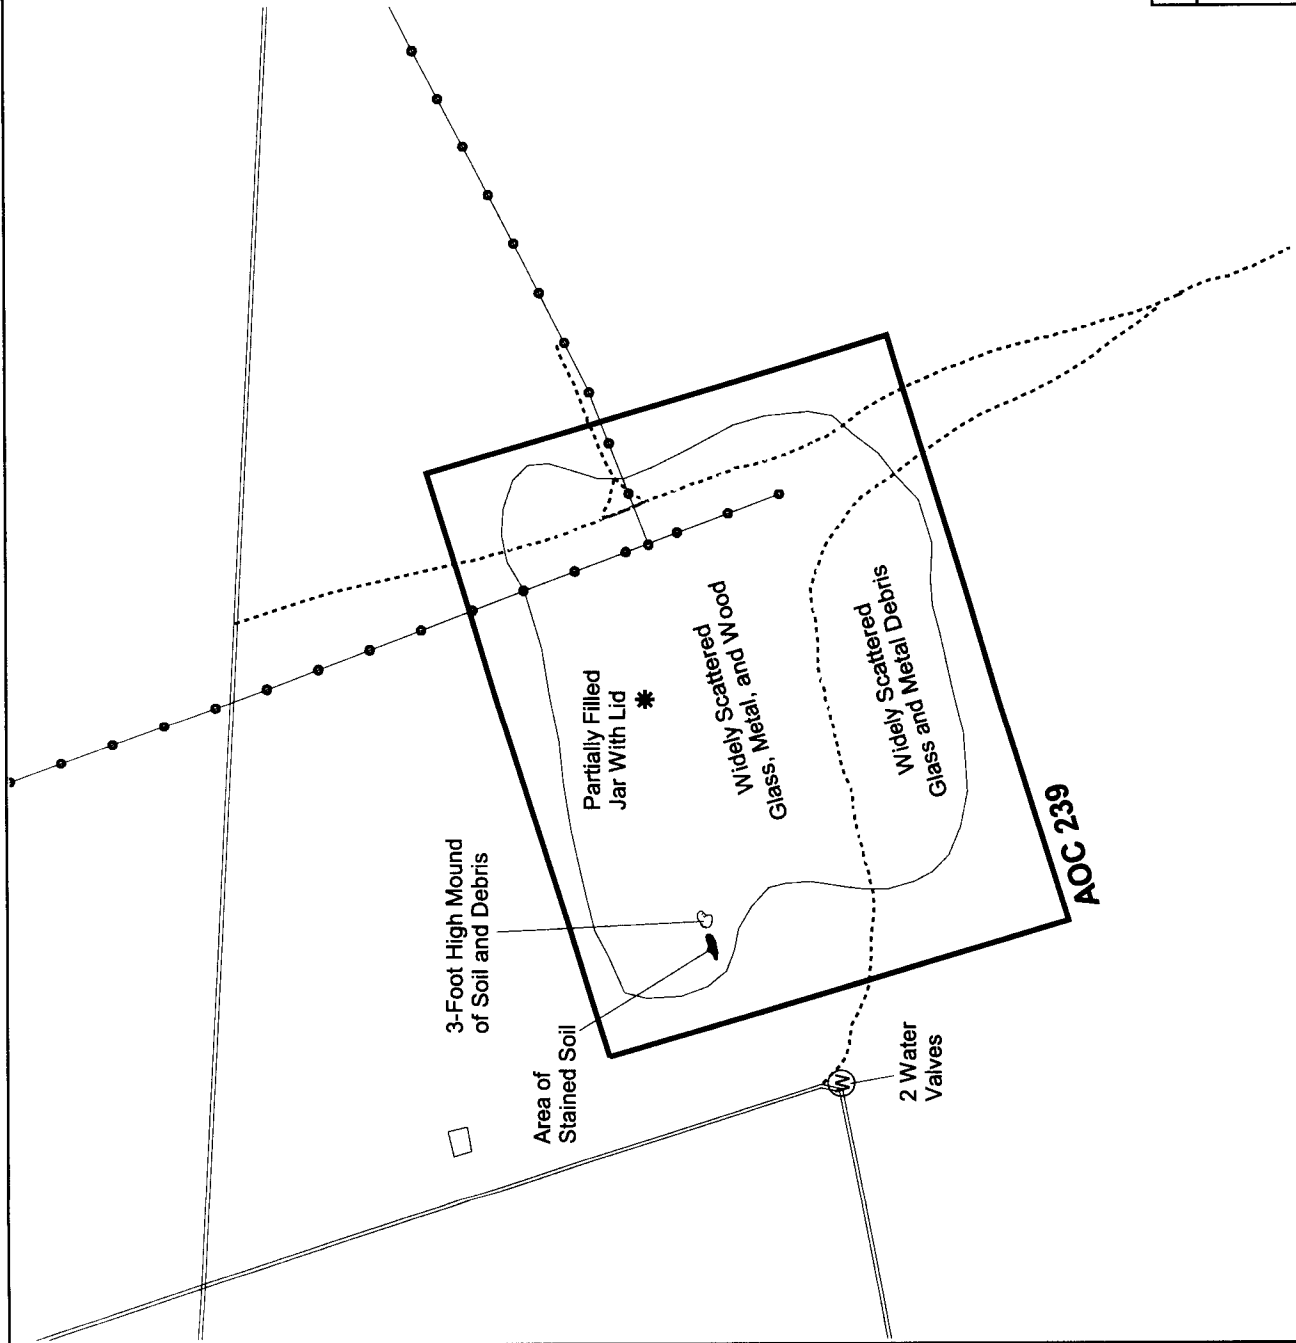 3-Foot High Mound
of Soil and Debris
Area of
Stained Soil
Partially Filled
Jar With Lid
Widely Scattered
Glass, Metal, and Wood
Widely Scattered
Glass and Metal Debris
2 Water
Valves
W
AOC 239